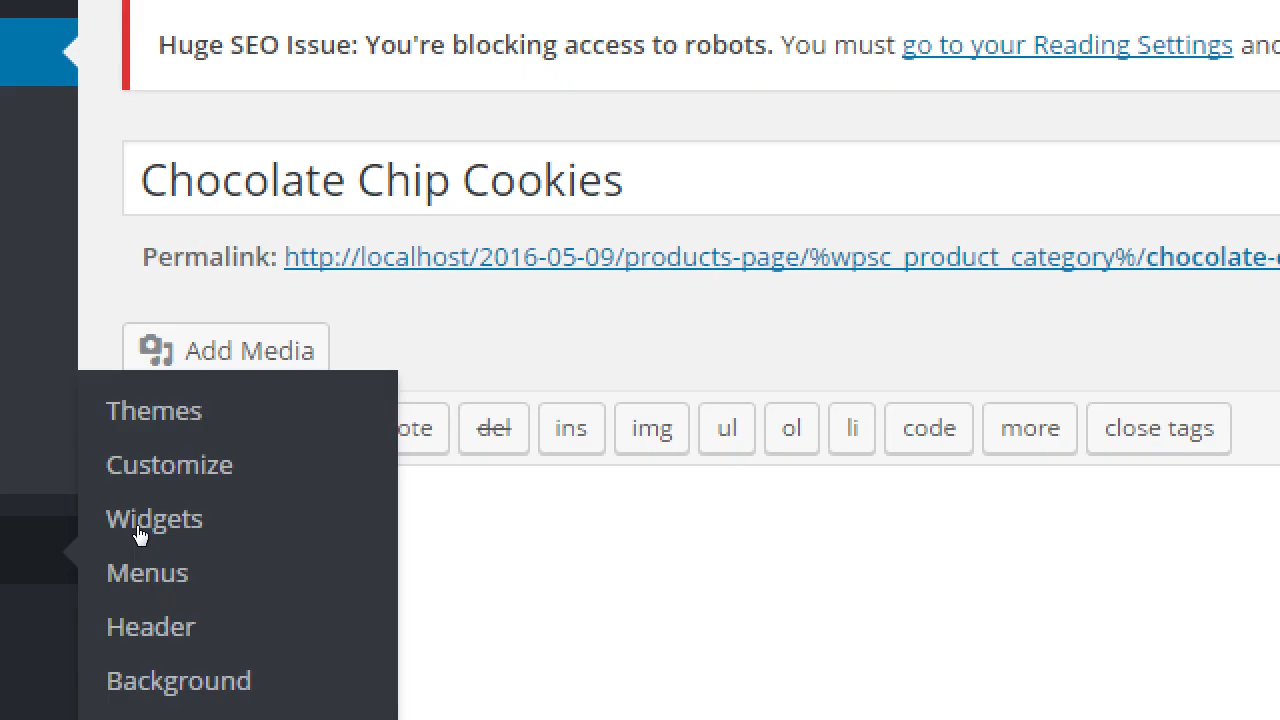 Huge SEO Issue: You're blocking access to robots. You must go to your Reading Settings and
Chocolate Chip Cookies
Permalink: http://localhost/2016-05-09/products-page/%wpsc_product_category%/chocolate-
Add Media
ote del ins img ul ol li code more close tags
Themes
Customize
Widgets
Menus
Header
Background